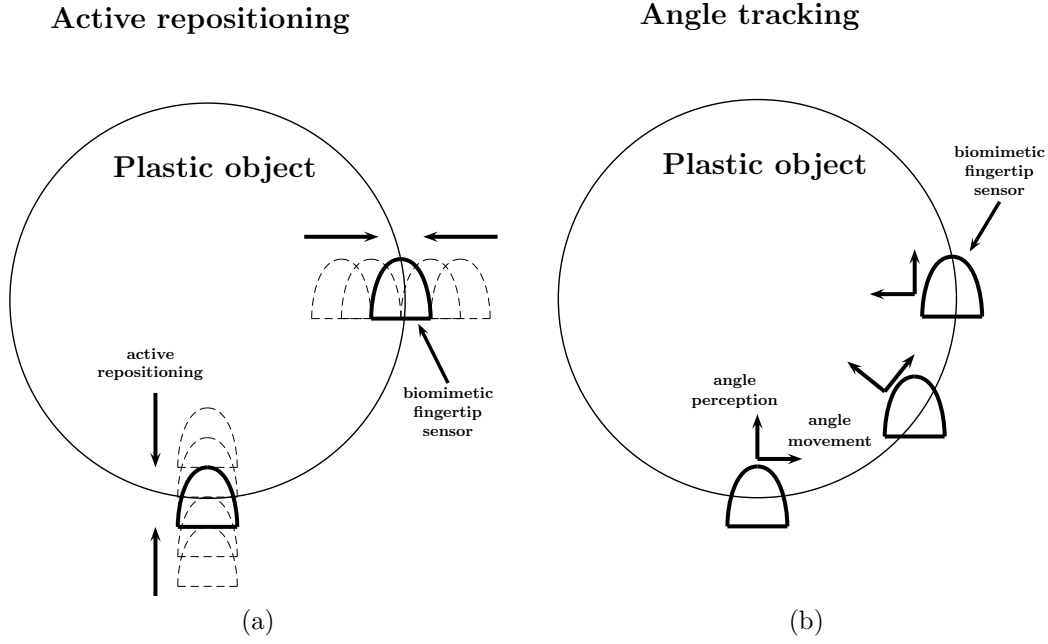 Active repositioning
Plastic object
active
repositioning
biomimetic
fingertip
sensor
(a)
Angle tracking
Plastic object
biomimetic
fingertip
sensor
angle
perception
angle
movement
(b)